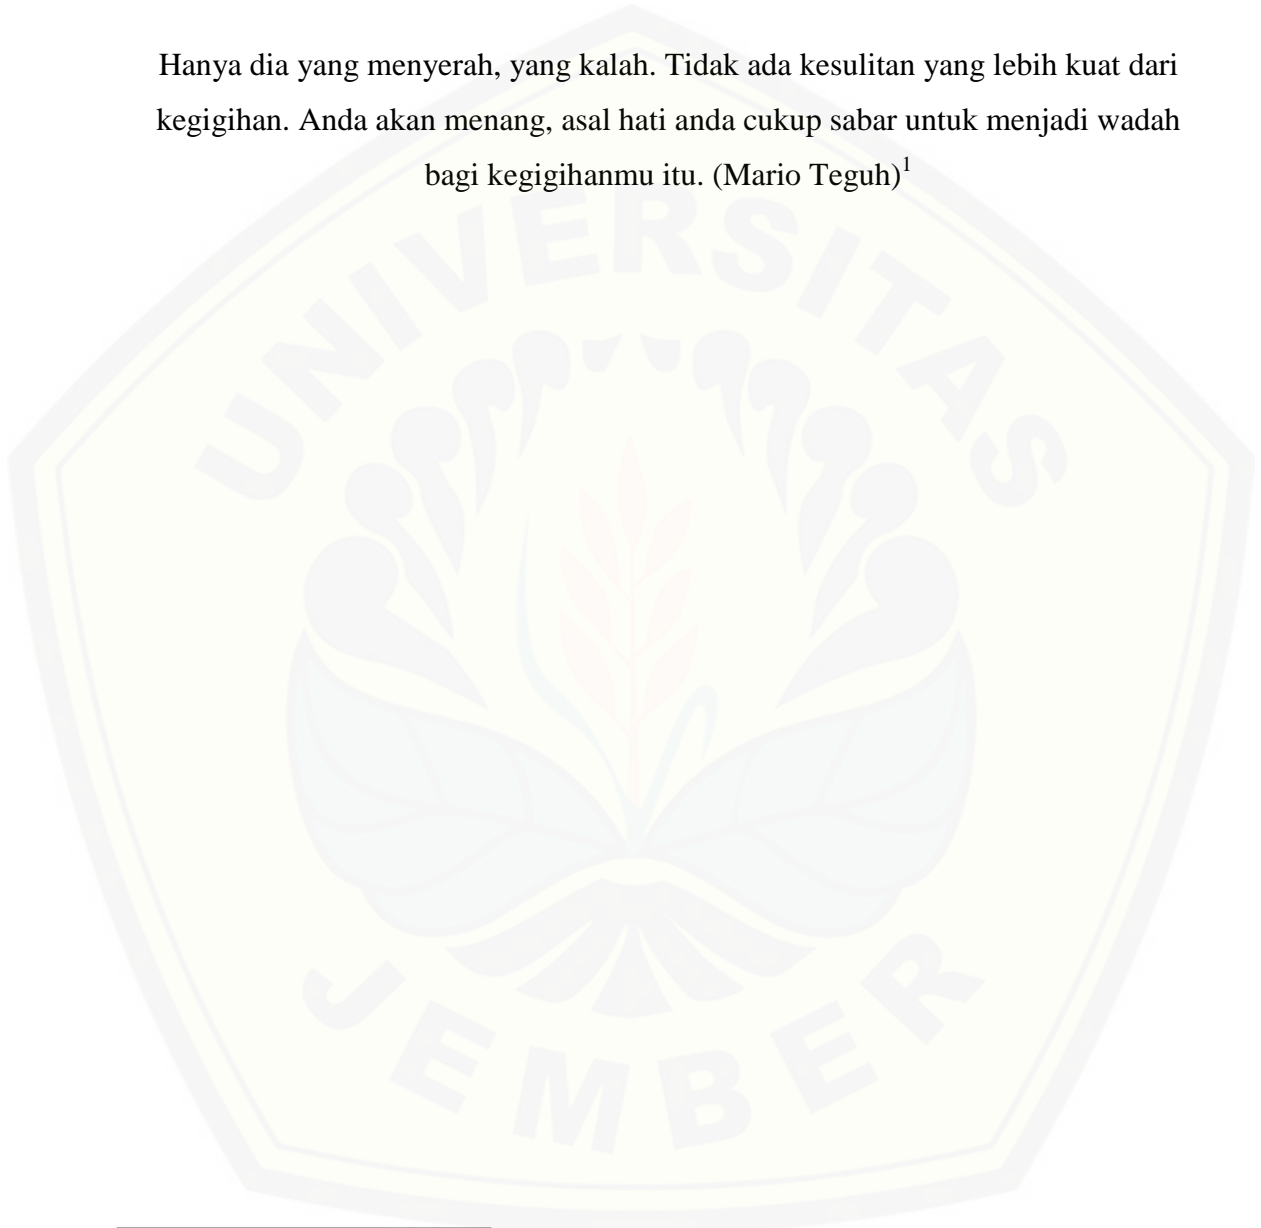 Hanya dia yang menyerah, yang kalah. Tidak ada kesulitan yang lebih kuat dari
kegigihan. Anda akan menang, asal hati anda cukup sabar untuk menjadi wadah
bagi kegigihanmu itu. (Mario Teguh)1
UNIVERSITAS
JEMBER